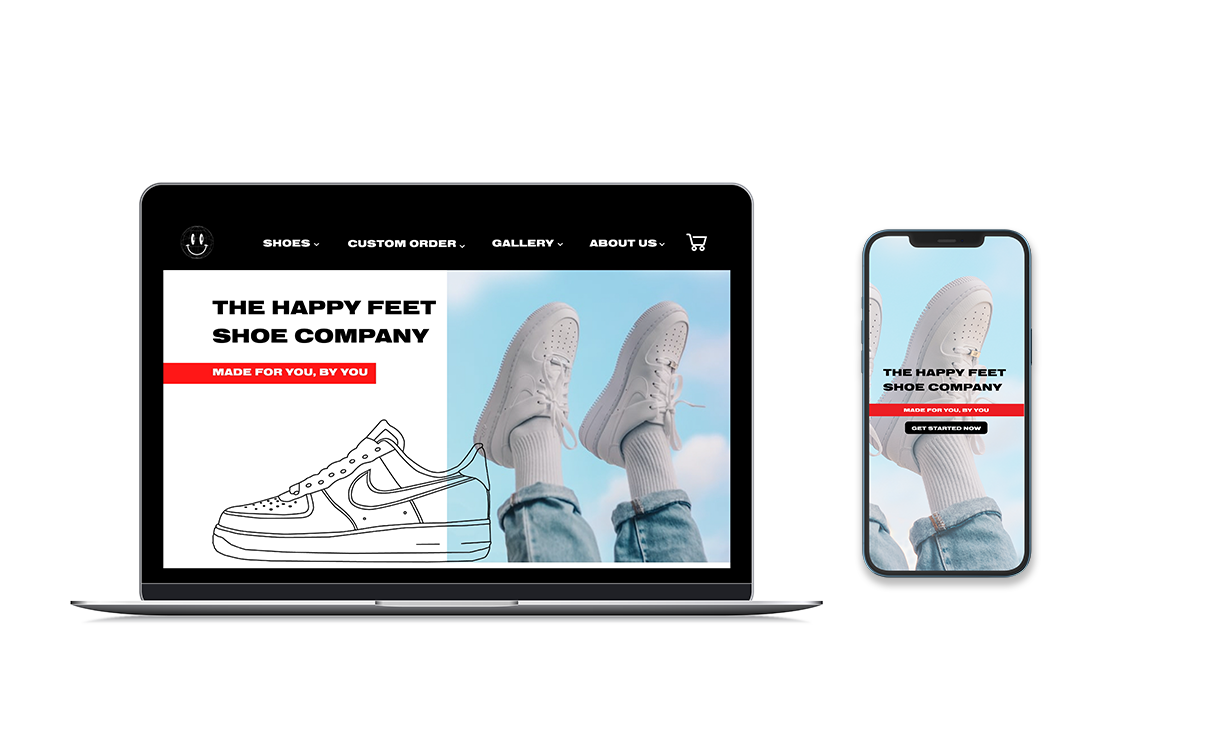 SHOES
CUSTOM ORDER
GALLERY
ABOUT US
THE HAPPY FEET
SHOE COMPANY
MADE FOR YOU, BY YOU
THE HAPPY FEET
SHOE COMPANY
MADE FOR YOU, BY YOU
GET STARTED NOW